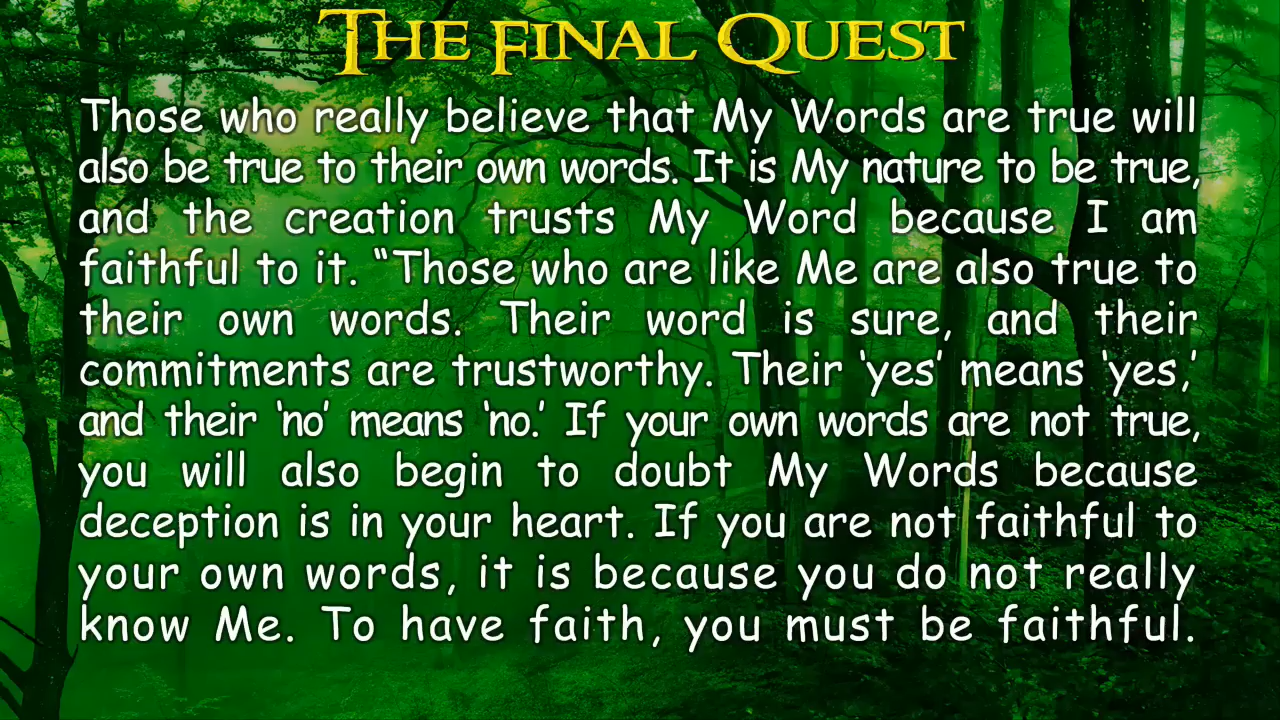 The Final Quest
Those who really believe that My Words are true will
also be true to their own words. It is My nature to be true,
and the creation trusts My Word because I am
faithful to it. “Those who are like Me are also true to
their own words. Their word is sure, and their
commitments are trustworthy. Their ‘yes’ means ‘yes,’
and their ‘no’ means ‘no.’ If your own words are not true,
you will also begin to doubt My Words because
deception is in your heart. If you are not faithful to
your own words, it is because you do not really
know Me. To have faith, you must be faithful.